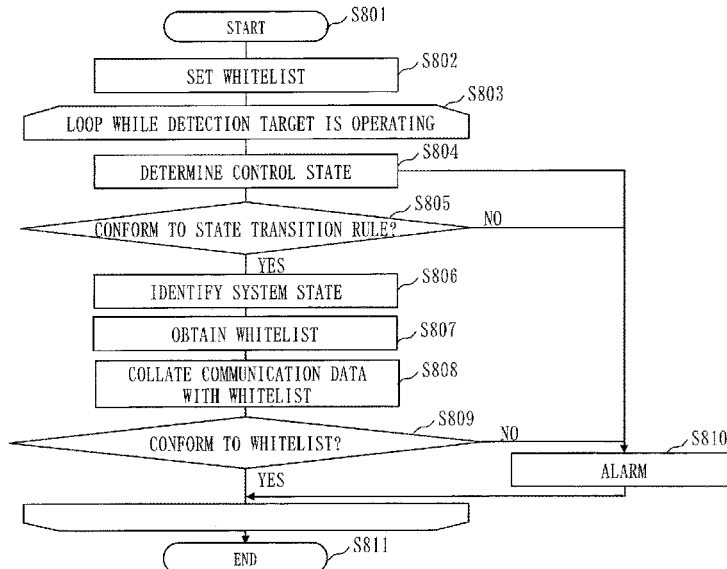 START
S801
SET WHITELIST
S802
LOOP WHILE DETECTION TARGET IS OPERATING
S803
DETERMINE CONTROL STATE
S804
CONFORM TO STATE TRANSITION RULE?
S805
NO
YES
IDENTIFY SYSTEM STATE
S806
OBTAIN WHITELIST
S807
COLLATE COMMUNICATION DATA
WITH WHITELIST
S808
CONFORM TO WHITELIST?
S809
NO
YES
ALARM
S810
END
S811